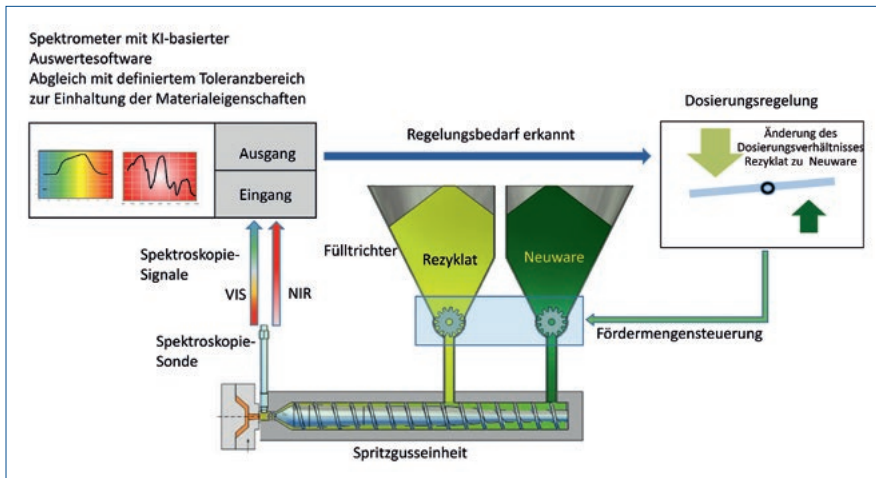 Spektrometer mit KI-basierter
Auswertesoftware
Abgleich mit definiertem Toleranzbereich
zur Einhaltung der Materialeigenschaften
Ausgang
Eingang
Regelungsbedarf erkannt
Dosierungsregelung
Änderung des
Dosierungsverhältnisses
Rezyklat zu Neuware
Spektroskopie-
Signale
VIS
NIR
Fülltrichter
Rezyklat
Neuware
Fördermengensteuerung
Spektroskopie-
Sonde
Spritzgusseinheit